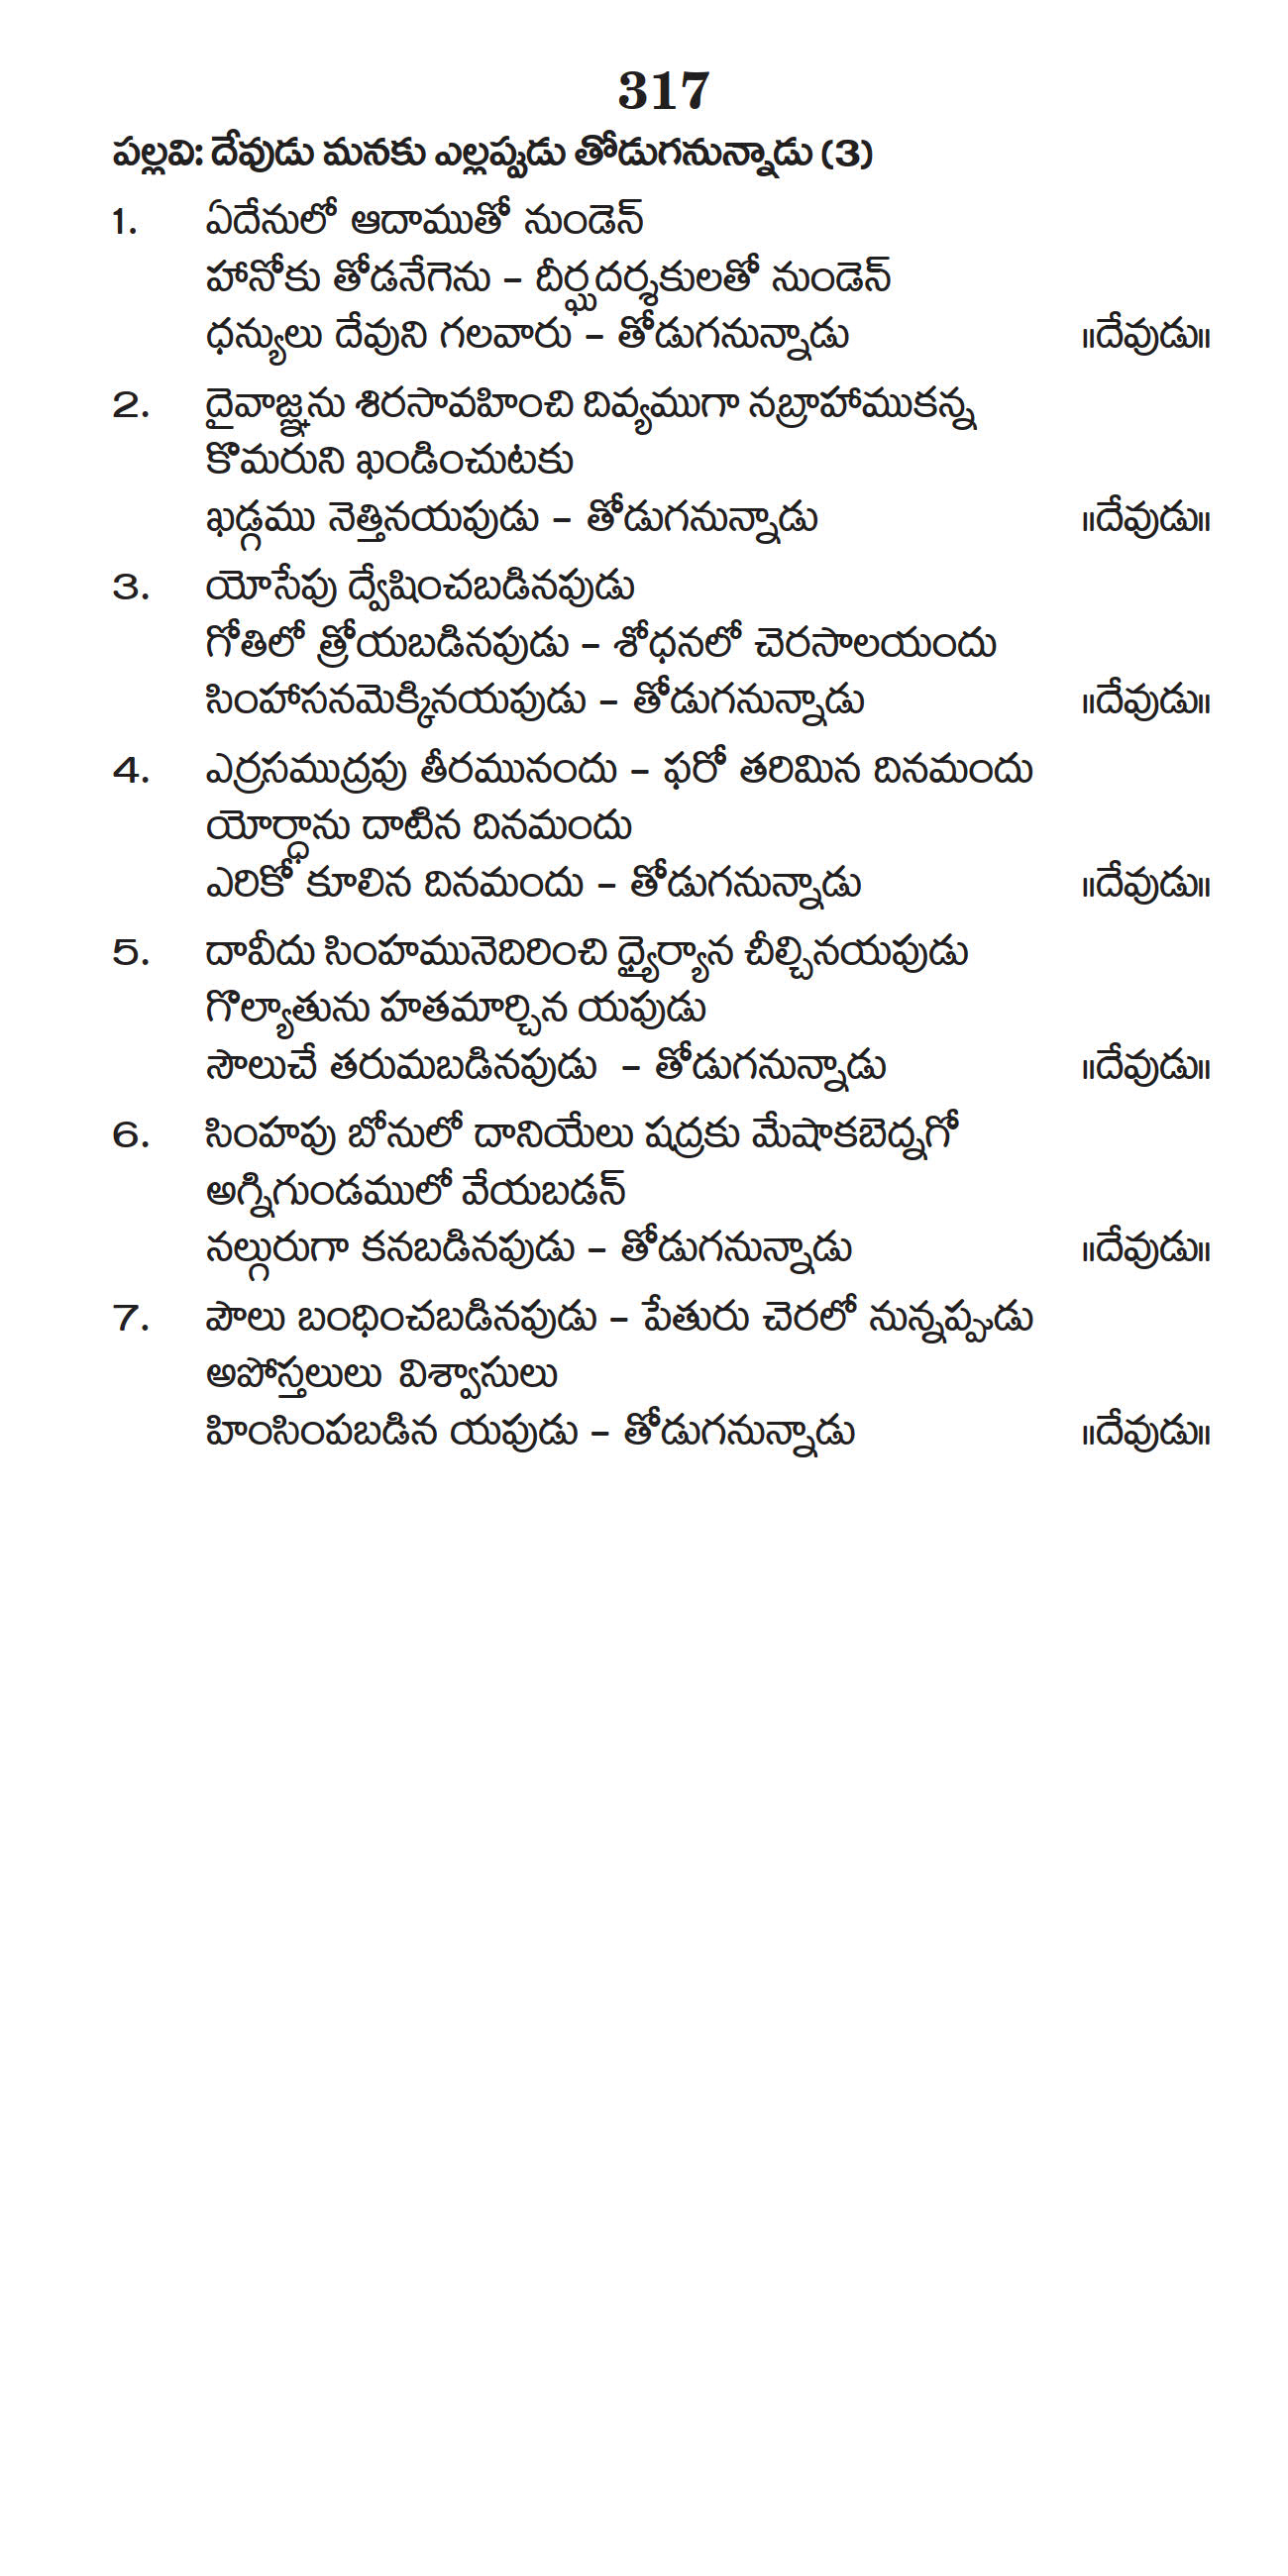 317
పల్లవి: దేవుడు మనకు ఎల్లప్వుడు తోడుగనున్నాడు (3)
1. ఏదేనులో ఆదాముతో నుండెన్
హానోకు తోడనేగెను – దీర్ఘదర్శకులతో నుండెన్
ధన్యులు దేవుని గలవారు – తోడుగనున్నాడు ॥దేవుడు॥
2. దైవాజ్ఞను శిరసావహించి దివ్యముగా నబ్రాహాముకన్న
కొమరుని ఖండించుటకు
ఖడ్గము నెత్తినయపుడు – తోడుగనున్నాడు ॥దేవుడు॥
3. యోసేపు ద్వేషించబడినపుడు
గోతిలో త్రోయబడినపుడు – శోధనలో చెరసాలయందు
సింహాసనమెక్కినయపుడు – తోడుగనున్నాడు ॥దేవుడు॥
4. ఎర్రసముద్రపు తీరమునందు – ఫరో తరిమిన దినమందు
యోర్ధాను దాటిన దినమందు
ఎరికో కూలిన దినమందు – తోడుగనున్నాడు ॥దేవుడు॥
5. దావీదు సింహమునెదిరించి ధ్యైర్యాన చీల్చినయపుడు
గొల్యాతును హతమార్చిన యపుడు
సౌలుచే తరుమబడినపుడు – తోడుగనున్నాడు ॥దేవుడు॥
6. సింహపు బోనులో దానియేలు షద్రకు మేషాకబెద్నగో
అగ్నిగుండములో వేయబడన్
నల్గురుగా కనబడినపుడు – తోడుగనున్నాడు ॥దేవుడు॥
7. పౌలు బంధించబడినపుడు – పేతురు చెరలో నున్నప్పుడు
అపోస్తలులు విశ్వాసులు
హింసింపబడిన యపుడు – తోడుగనున్నాడు ॥దేవుడు॥